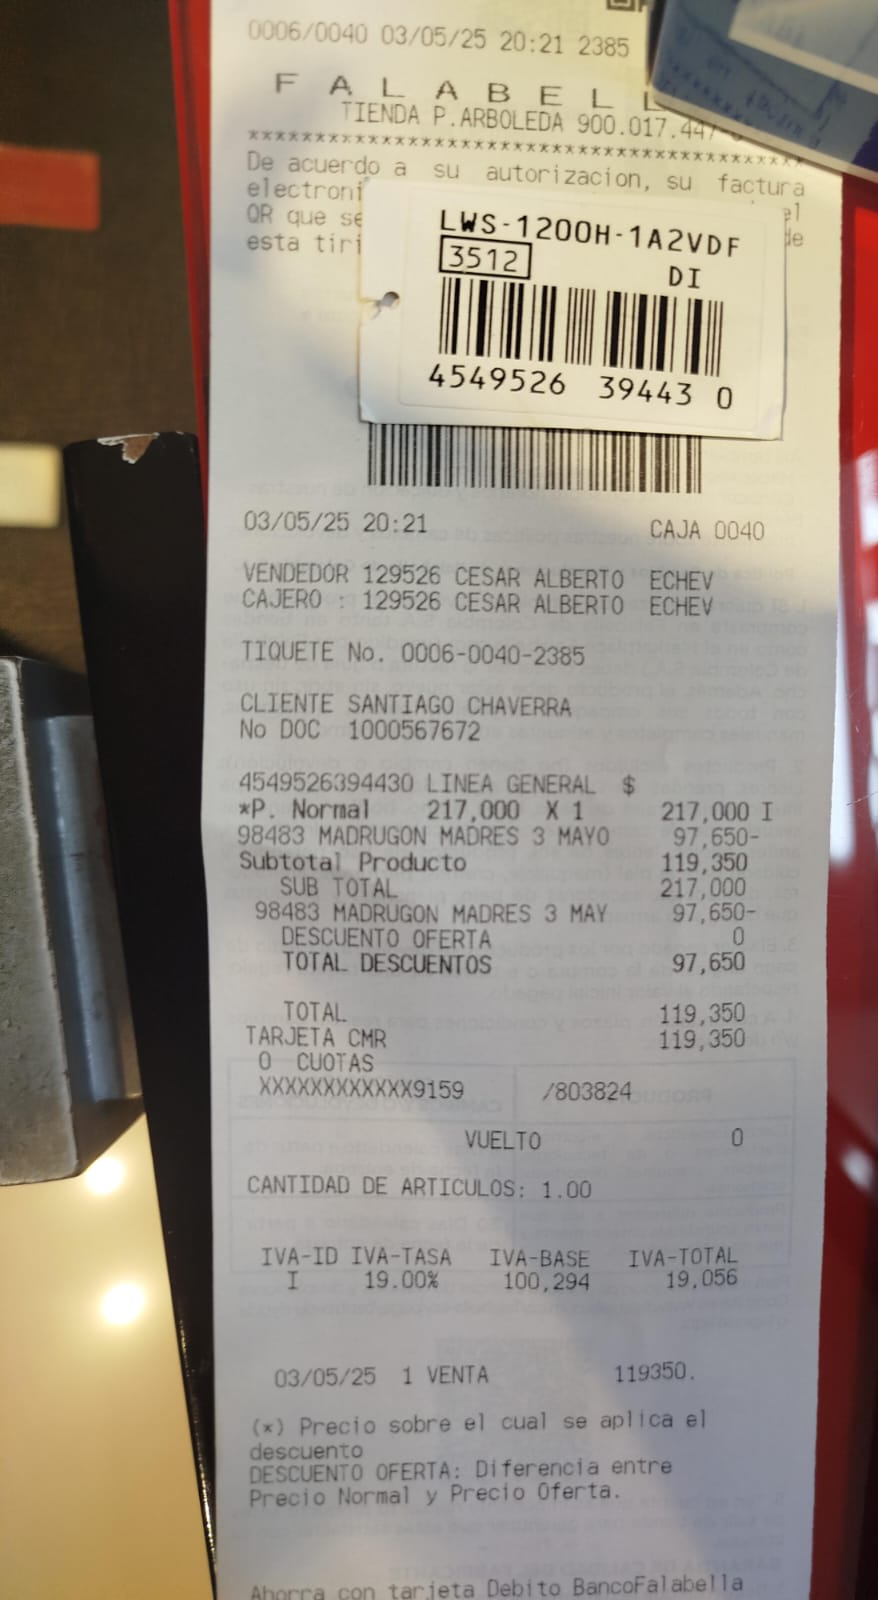 0006/0040 03/05/25 20:21 2385
FALABELL
TIENDA P.ARBOLEDA 900.017.447-
*****************************************
De acuerdo a su autorizacion, su factura
electroni el
QR que se de
esta tiri
LWS-1200H-1A2VDF
3512 DI
4549526 39443 0
03/05/25 20:21 CAJA 0040
VENDEDOR 129526 CESAR ALBERTO ECHEV
CAJERO : 129526 CESAR ALBERTO ECHEV
TIQUETE No. 0006-0040-2385
CLIENTE SANTIAGO CHAVERRA
No DOC 1000567672
4549526394430 LINEA GENERAL $
*P. Normal 217,000 X 1 217,000 I
98483 MADRUGON MADRES 3 MAYO 97,650-
Subtotal Producto 119,350
SUB TOTAL 217,000
98483 MADRUGON MADRES 3 MAY 97,650-
DESCUENTO OFERTA 0
TOTAL DESCUENTOS 97,650
TOTAL 119,350
TARJETA CMR 119,350
0 CUOTAS
XXXXXXXXXXXX9159 /803824
VUELTO 0
CANTIDAD DE ARTICULOS: 1.00
IVA-ID IVA-TASA IVA-BASE IVA-TOTAL
I 19.00% 100,294 19,056
03/05/25 1 VENTA 119350.
(*) Precio sobre el cual se aplica el
descuento
DESCUENTO OFERTA: Diferencia entre
Precio Normal y Precio Oferta.
Ahorra con tarjeta Debito BancoFalabella